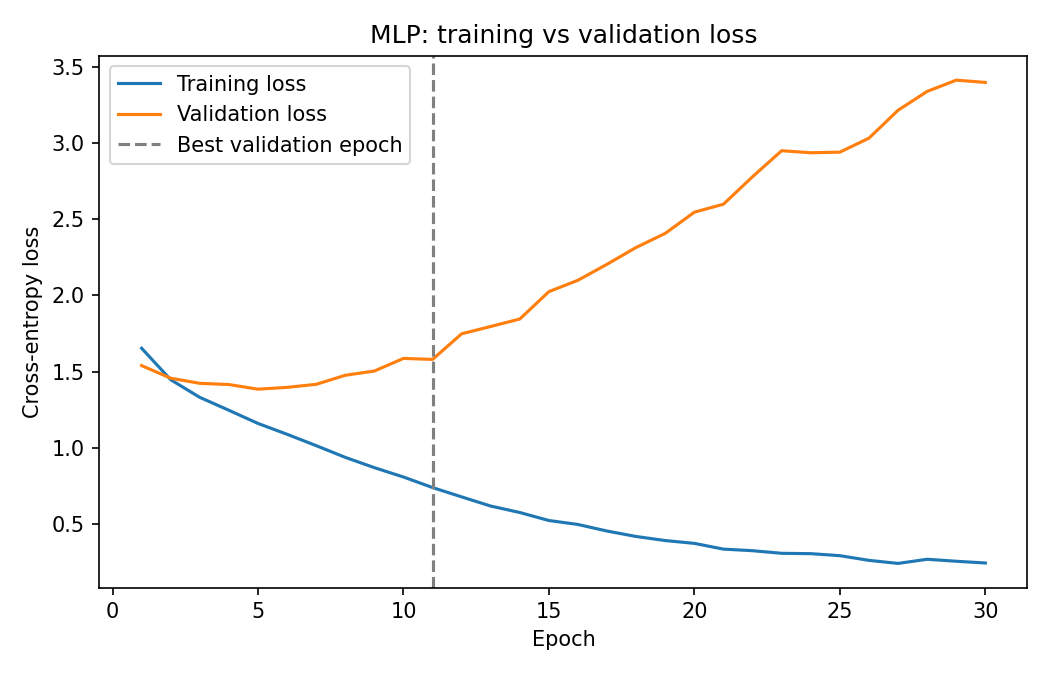 MLP: training vs validation loss
Training loss
Validation loss
Best validation epoch
Cross-entropy loss
3.5
3.0
2.5
2.0
1.5
1.0
0.5
0 5 10 15 20 25 30
Epoch